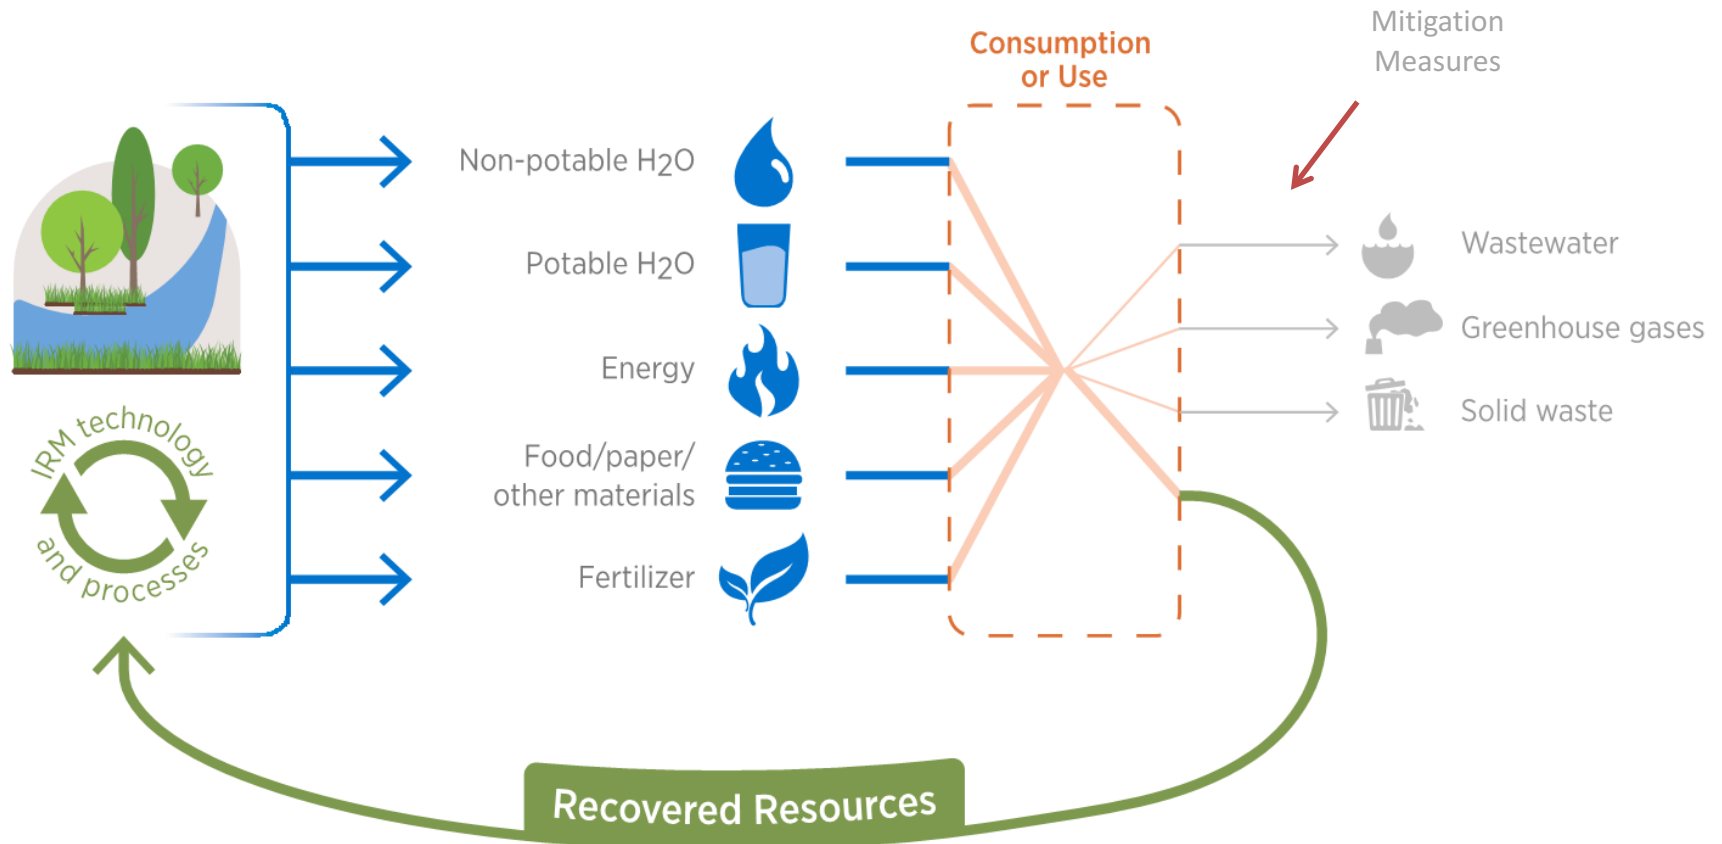 Mitigation
Measures
Consumption
or Use
Non-potable H2O
Potable H2O
Energy
Food/paper/
other materials
Fertilizer
Wastewater
Greenhouse gases
Solid waste
IRM technology
and processes
Recovered Resources